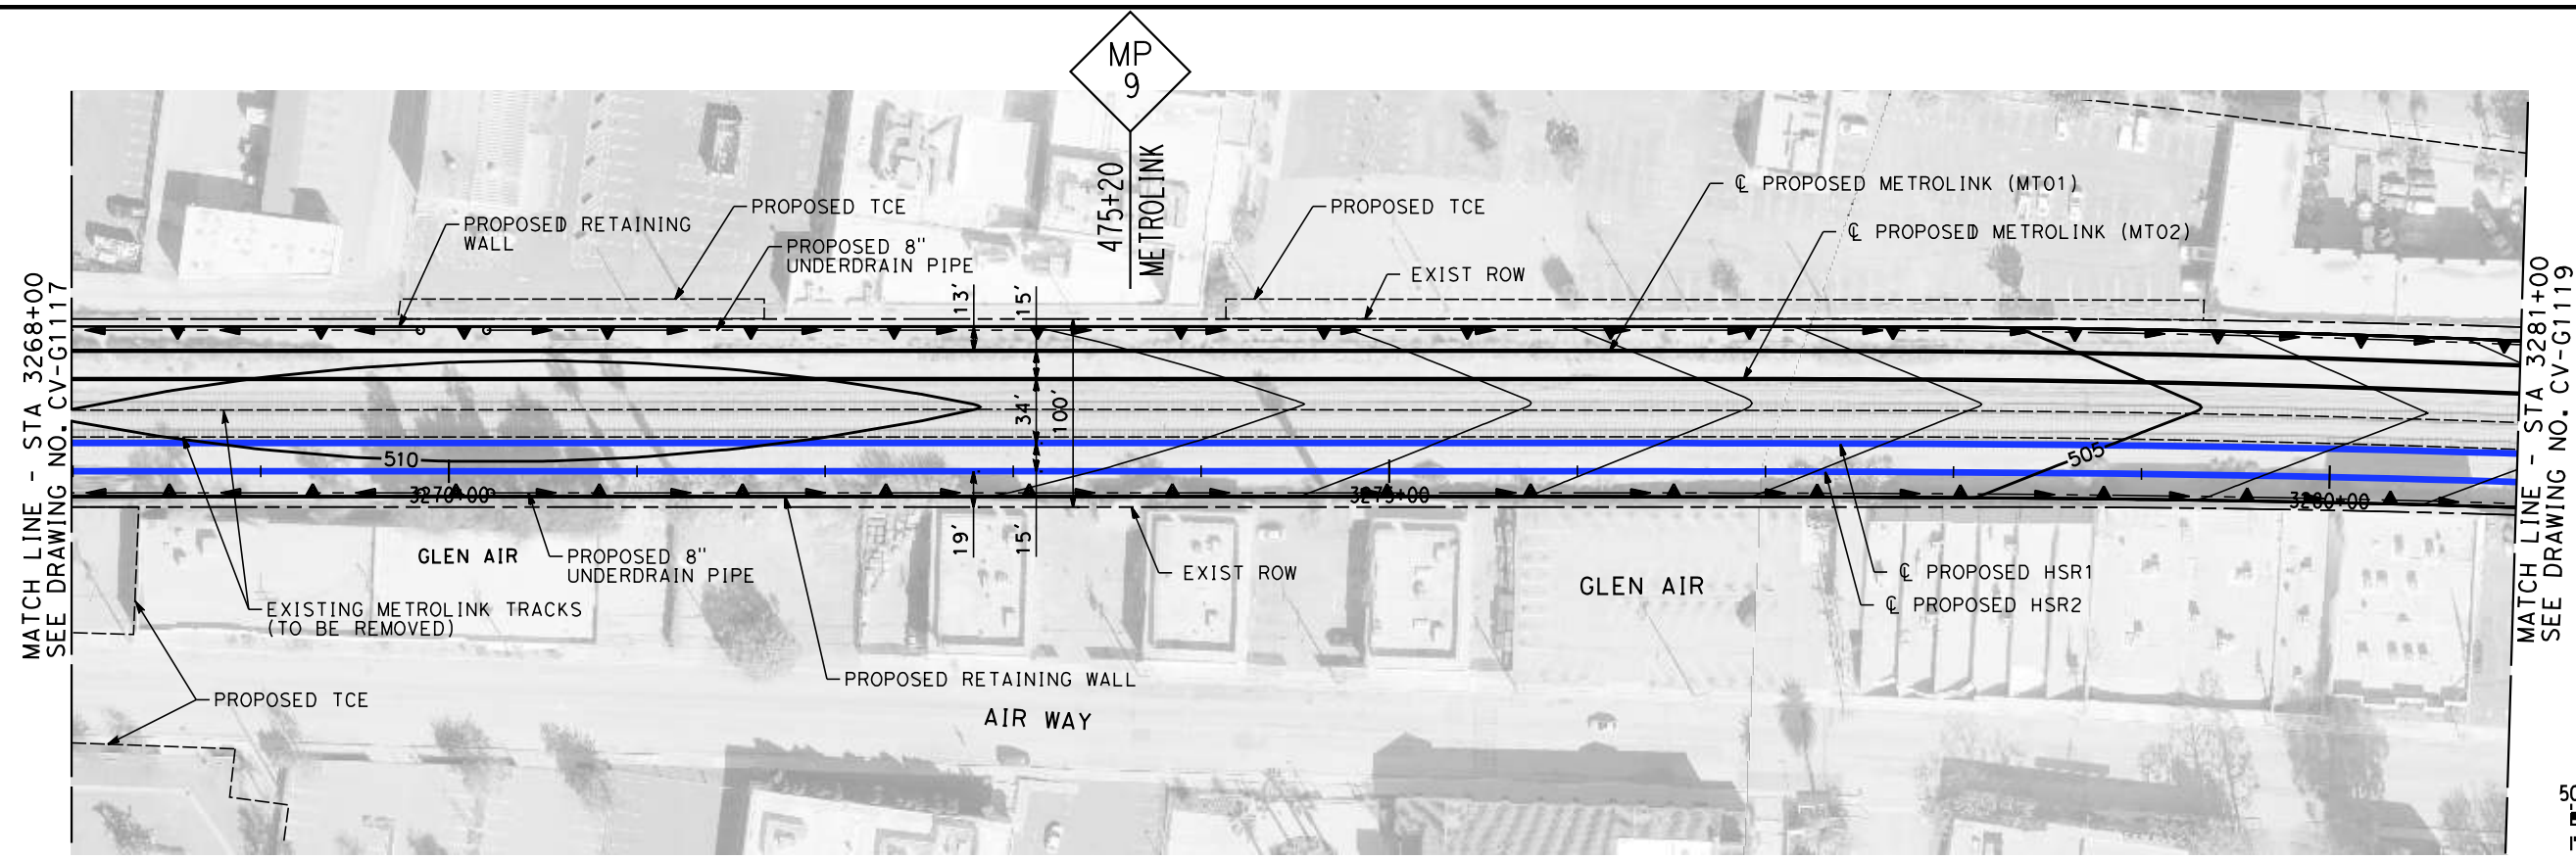 MP
9
475+20
METROLINK
PROPOSED RETAINING
WALL
PROPOSED TCE
PROPOSED 8"
UNDERDRAIN PIPE
PROPOSED TCE
EXIST ROW
℄ PROPOSED METROLINK (MT01)
℄ PROPOSED METROLINK (MT02)
MATCH LINE - STA 3268+00
SEE DRAWING NO. CV-G1117
13'
15'
34'
100'
19'
15'
510
505
3270+00
3275+00
3280+00
GLEN AIR
PROPOSED 8"
UNDERDRAIN PIPE
EXISTING METROLINK TRACKS
(TO BE REMOVED)
EXIST ROW
GLEN AIR
℄ PROPOSED HSR1
℄ PROPOSED HSR2
PROPOSED RETAINING WALL
PROPOSED TCE
AIR WAY
MATCH LINE - STA 3281+00
SEE DRAWING NO. CV-G1119